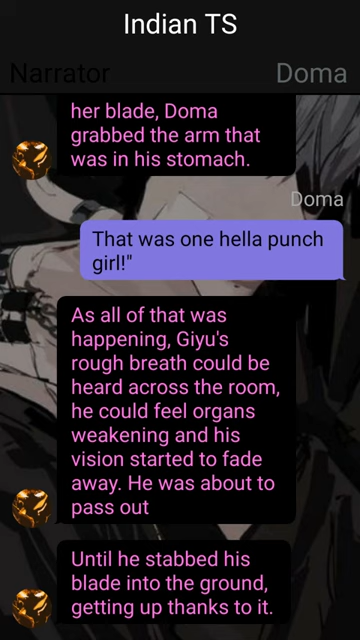 Indian TS
Narrator
Doma
her blade, Doma
grabbed the arm that
was in his stomach.
Doma
That was one hella punch
girl!"
As all of that was
happening, Giyu's
rough breath could be
heard across the room,
he could feel organs
weakening and his
vision started to fade
away. He was about to
pass out
Until he stabbed his
blade into the ground,
getting up thanks to it.